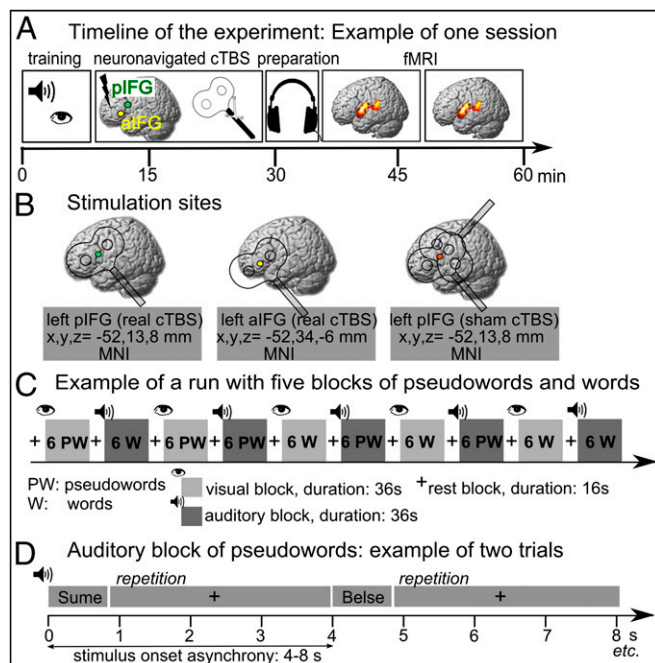 A Timeline of the experiment: Example of one session
training neuronavigated cTBS preparation fMRI
pIFG
aIFG
0 15 30 45 60 min
B Stimulation sites
left pIFG (real cTBS)
x,y,z= -52,13,8 mm
MNI
left aIFG (real cTBS)
x,y,z= -52,34,-6 mm
MNI
left pIFG (sham cTBS)
x,y,z= -52,13,8 mm
MNI
C Example of a run with five blocks of pseudowords and words
+ 6 PW + 6 W + 6 PW + 6 PW + 6 W + 6 PW + 6 W + 6 PW + 6 W + 6 W
PW: pseudowords
W: words
visual block, duration: 36s
+rest block, duration: 16s
auditory block, duration: 36s
D Auditory block of pseudowords: example of two trials
repetition repetition
Sume + Belse +
0 1 2 3 4 5 6 7 8 s
etc.
stimulus onset asynchrony: 4-8 s